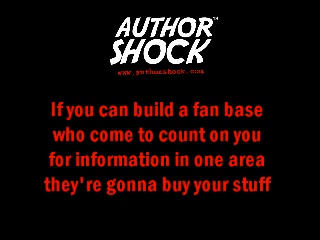 AUTHOR™
SHOCK
www.authorshock.com
If you can build a fan base
who come to count on you
for information in one area
they're gonna buy your stuff